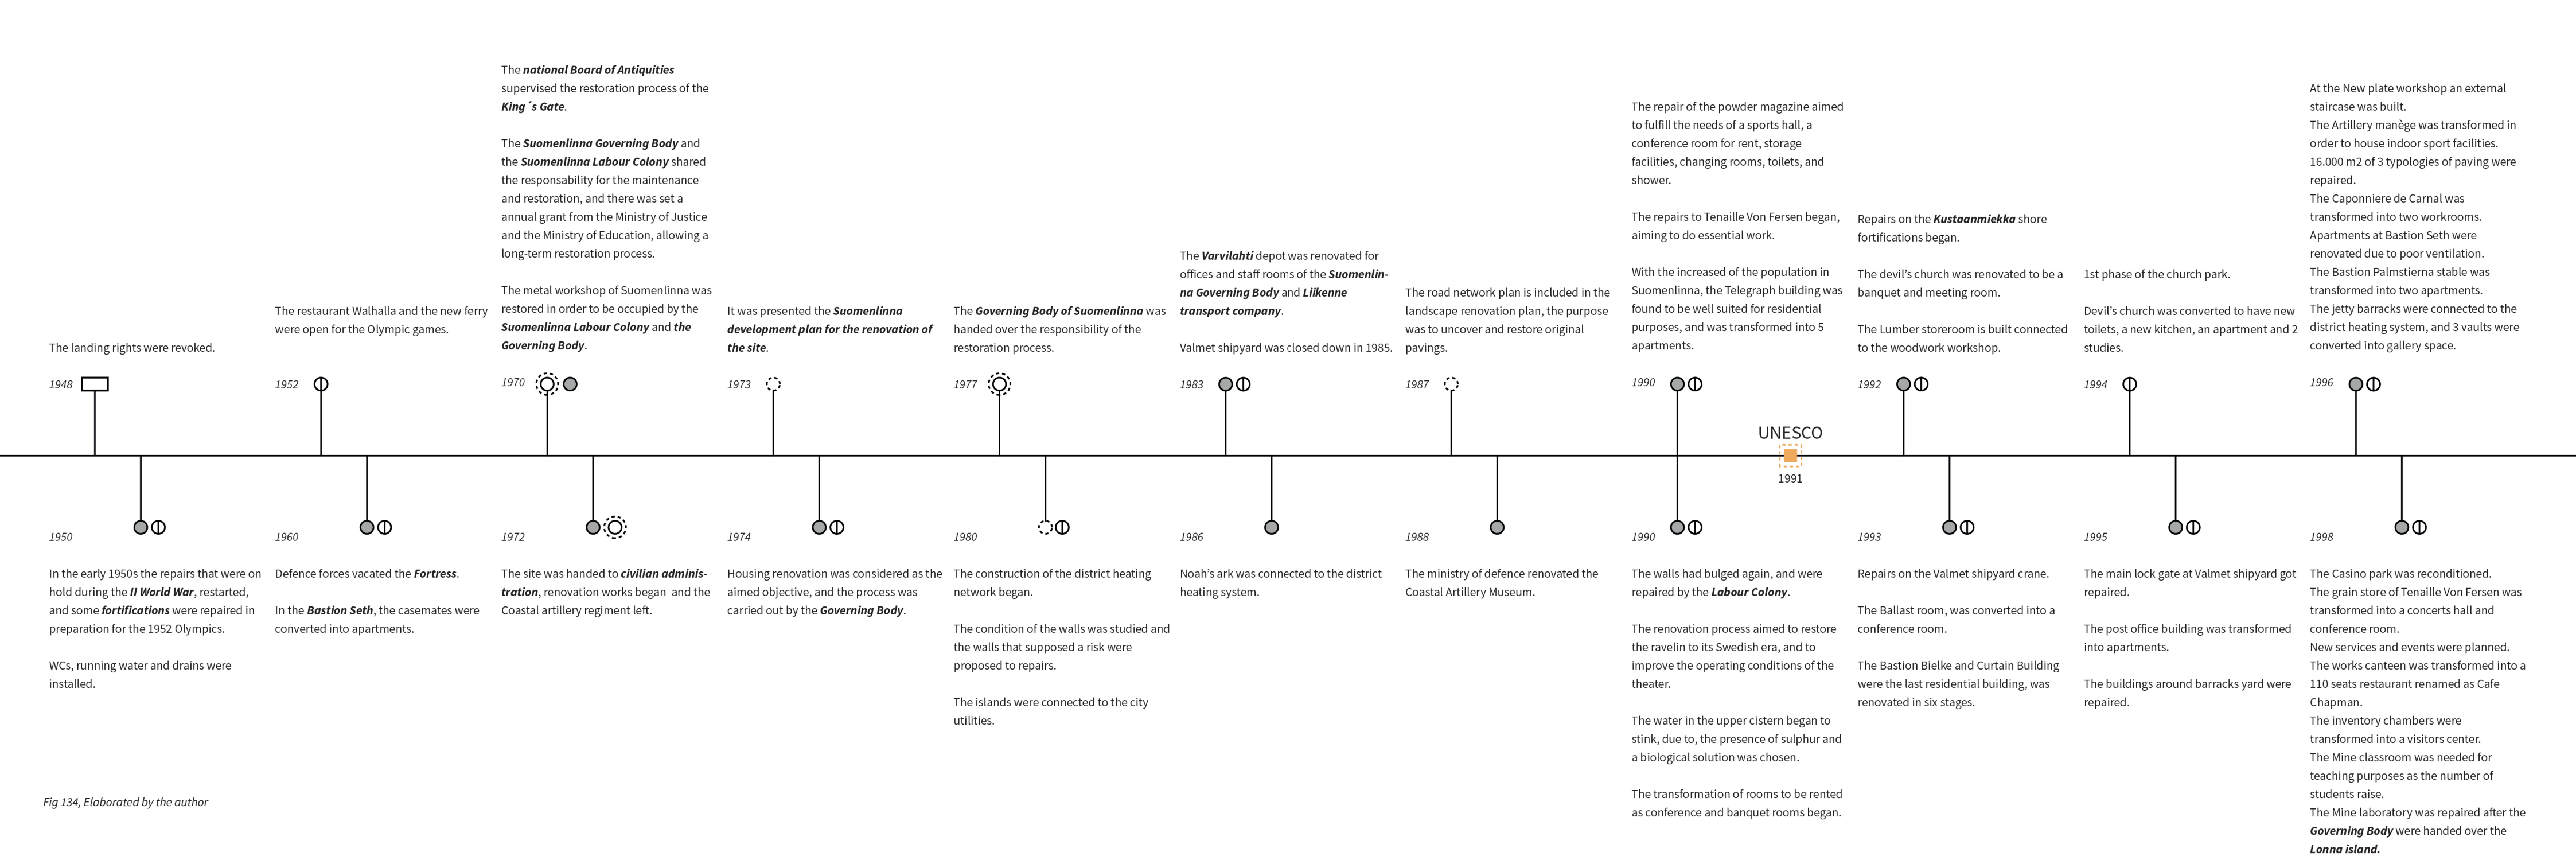 The national Board of Antiquities
supervised the restoration process of the
King´s Gate.
The Suomenlinna Governing Body and
the Suomenlinna Labour Colony shared
the responsability for the maintenance
and restoration, and there was set a
annual grant from the Ministry of Justice
and the Ministry of Education, allowing a
long-term restoration process.
The metal workshop of Suomenlinna was
restored in order to be occupied by the
Suomenlinna Labour Colony and the
Governing Body.
The landing rights were revoked.
1948
The restaurant Walhalla and the new ferry
were open for the Olympic games.
1952
1970
It was presented the Suomenlinna
development plan for the renovation of
the site.
1973
The Governing Body of Suomenlinna was
handed over the responsibility of the
restoration process.
1977
The Varvilahti depot was renovated for
offices and staff rooms of the Suomenlin-
na Governing Body and Liikenne
transport company.
Valmet shipyard was closed down in 1985.
1983
The road network plan is included in the
landscape renovation plan, the purpose
was to uncover and restore original
pavings.
1987
The repair of the powder magazine aimed
to fulfill the needs of a sports hall, a
conference room for rent, storage
facilities, changing rooms, toilets, and
shower.
The repairs to Tenaille Von Fersen began,
aiming to do essential work.
With the increased of the population in
Suomenlinna, the Telegraph building was
found to be well suited for residential
purposes, and was transformed into 5
apartments.
1990
Repairs on the Kustaanmiekka shore
fortifications began.
The devil's church was renovated to be a
banquet and meeting room.
The Lumber storeroom is built connected
to the woodwork workshop.
1992
1st phase of the church park.
Devil's church was converted to have new
toilets, a new kitchen, an apartment and 2
studies.
1994
At the New plate workshop an external
staircase was built.
The Artillery manège was transformed in
order to house indoor sport facilities.
16.000 m2 of 3 typologies of paving were
repaired.
The Caponniere de Carnal was
transformed into two workrooms.
Apartments at Bastion Seth were
renovated due to poor ventilation.
The Bastion Palmstierna stable was
transformed into two apartments.
The jetty barracks were connected to the
district heating system, and 3 vaults were
converted into gallery space.
1996
UNESCO
1991
1950
In the early 1950s the repairs that were on
hold during the II World War, restarted,
and some fortifications were repaired in
preparation for the 1952 Olympics.
WCs, running water and drains were
installed.
1960
Defence forces vacated the Fortress.
In the Bastion Seth, the casemates were
converted into apartments.
1972
The site was handed to civilian adminis-
tration, renovation works began and the
Coastal artillery regiment left.
1974
Housing renovation was considered as the
aimed objective, and the process was
carried out by the Governing Body.
1980
The construction of the district heating
network began.
The condition of the walls was studied and
the walls that supposed a risk were
proposed to repairs.
The islands were connected to the city
utilities.
1986
Noah's ark was connected to the district
heating system.
1988
The ministry of defence renovated the
Coastal Artillery Museum.
1990
The walls had bulged again, and were
repaired by the Labour Colony.
The renovation process aimed to restore
the ravelin to its Swedish era, and to
improve the operating conditions of the
theater.
The water in the upper cistern began to
stink, due to, the presence of sulphur and
a biological solution was chosen.
The transformation of rooms to be rented
as conference and banquet rooms began.
1993
Repairs on the Valmet shipyard crane.
The Ballast room, was converted into a
conference room.
The Bastion Bielke and Curtain Building
were the last residential building, was
renovated in six stages.
1995
The main lock gate at Valmet shipyard got
repaired.
The post office building was transformed
into apartments.
The buildings around barracks yard were
repaired.
1998
The Casino park was reconditioned.
The grain store of Tenaille Von Fersen was
transformed into a concerts hall and
conference room.
New services and events were planned.
The works canteen was transformed into a
110 seats restaurant renamed as Cafe
Chapman.
The inventory chambers were
transformed into a visitors center.
The Mine classroom was needed for
teaching purposes as the number of
students raise.
The Mine laboratory was repaired after the
Governing Body were handed over the
Lonna island.
Fig 134, Elaborated by the author